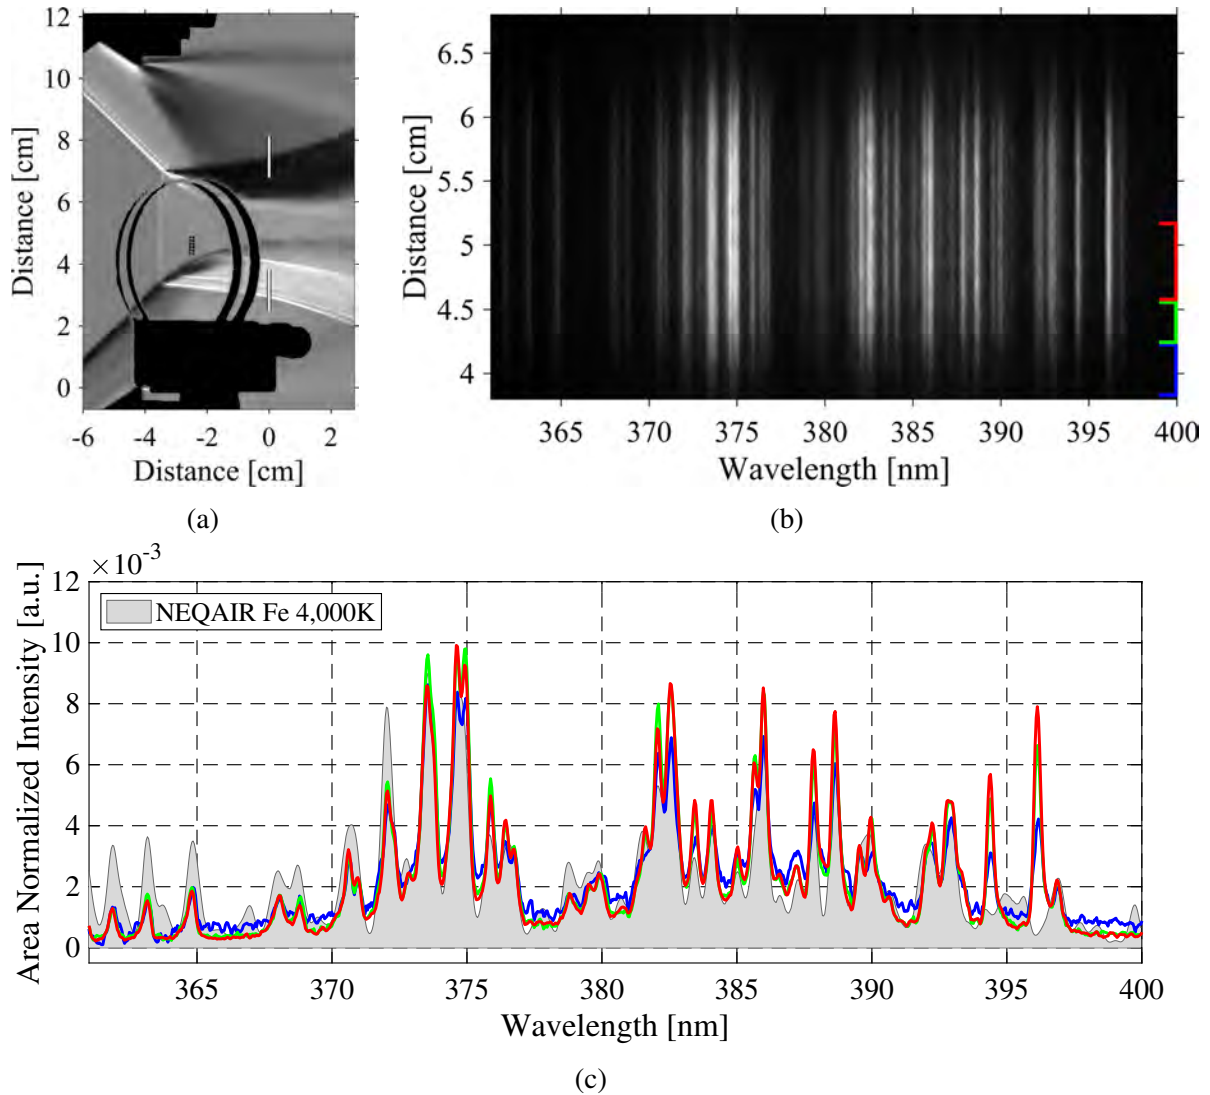 12
10
8
6
4
2
0
Distance [cm]
-6 -4 -2 0 2
Distance [cm]
(a)
6.5
6
5.5
5
4.5
4
Distance [cm]
365 370 375 380 385 390 395 400
Wavelength [nm]
(b)
×10-3
12
10
8
6
4
2
0
Area Normalized Intensity [a.u.]
NEQAIR Fe 4,000K
365 370 375 380 385 390 395 400
Wavelength [nm]
(c)